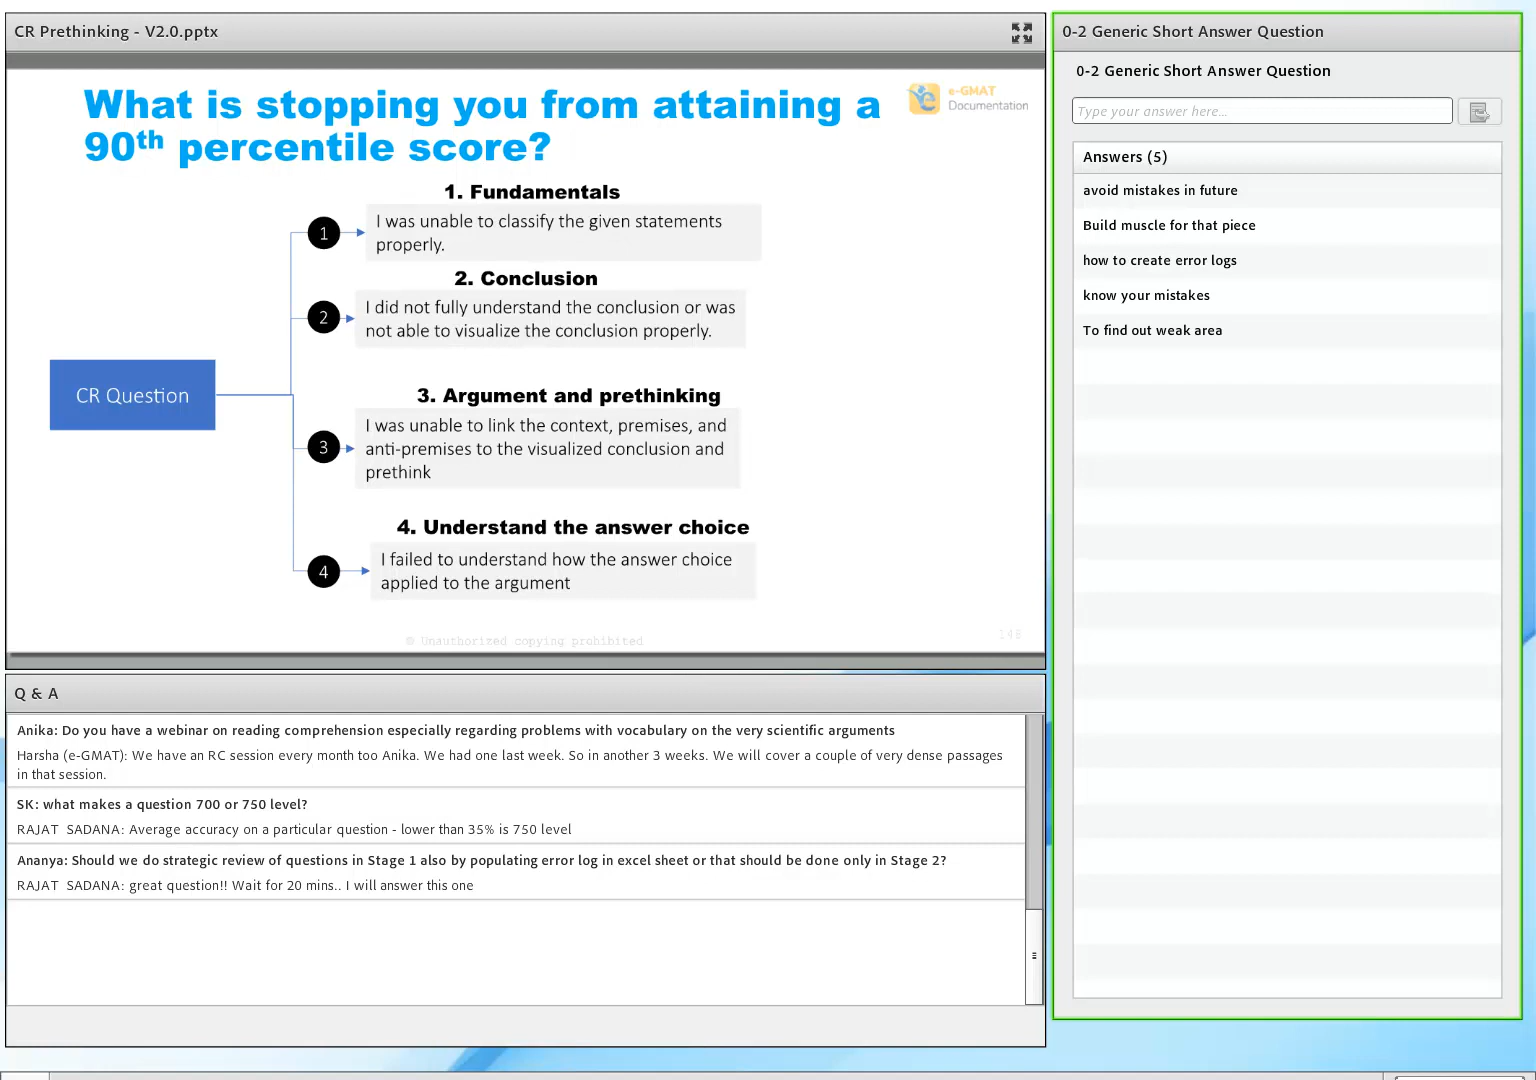 CR Prethinking - V2.0.pptx
What is stopping you from attaining a
90th percentile score?
e-GMAT
Documentation
1. Fundamentals
1
I was unable to classify the given statements
properly.
2. Conclusion
2
I did not fully understand the conclusion or was
not able to visualize the conclusion properly.
CR Question
3. Argument and prethinking
3
I was unable to link the context, premises, and
anti-premises to the visualized conclusion and
prethink
4. Understand the answer choice
4
I failed to understand how the answer choice
applied to the argument
© Unauthorized copying prohibited
148
Q & A
Anika: Do you have a webinar on reading comprehension especially regarding problems with vocabulary on the very scientific arguments
Harsha (e-GMAT): We have an RC session every month too Anika. We had one last week. So in another 3 weeks. We will cover a couple of very dense passages
in that session.
SK: what makes a question 700 or 750 level?
RAJAT SADANA: Average accuracy on a particular question - lower than 35% is 750 level
Ananya: Should we do strategic review of questions in Stage 1 also by populating error log in excel sheet or that should be done only in Stage 2?
RAJAT SADANA: great question!! Wait for 20 mins.. I will answer this one
0-2 Generic Short Answer Question
0-2 Generic Short Answer Question
Type your answer here...
Answers (5)
avoid mistakes in future
Build muscle for that piece
how to create error logs
know your mistakes
To find out weak area